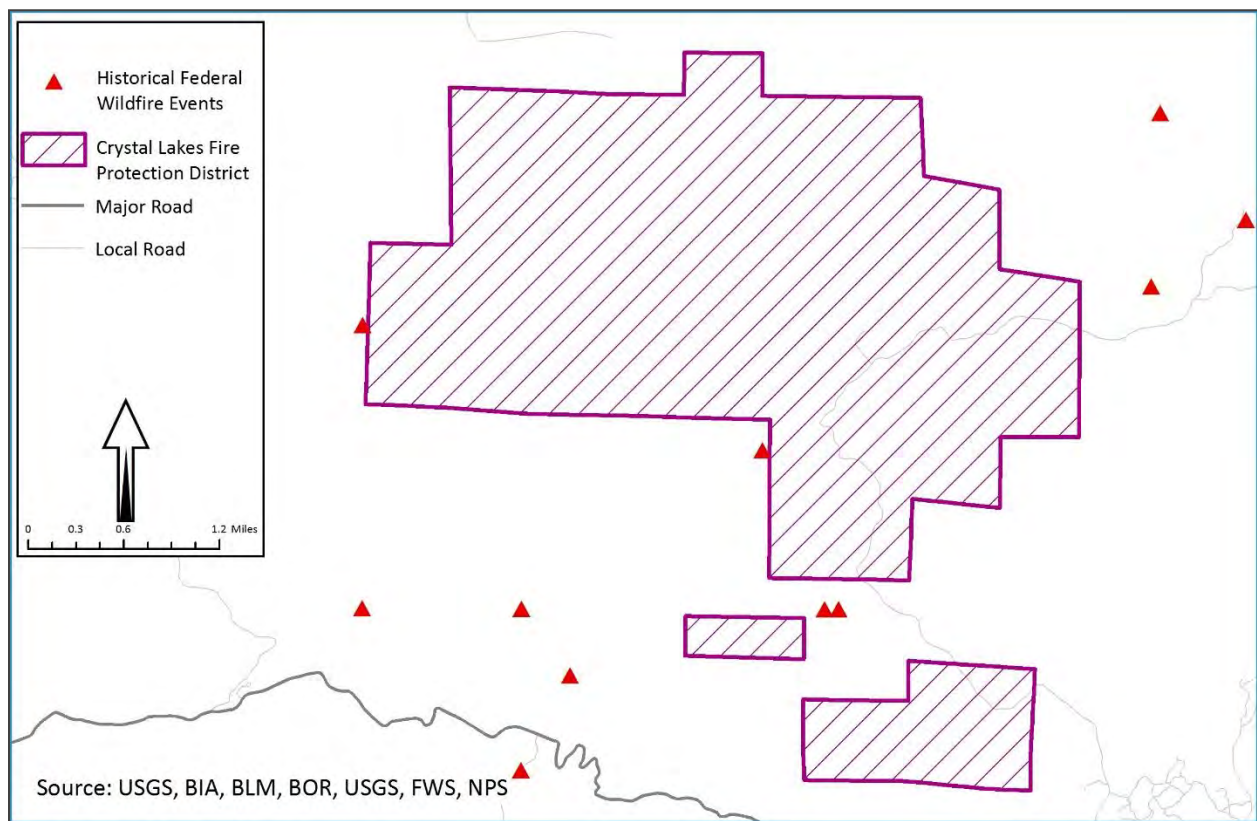 Historical Federal
Wildfire Events
Crystal Lakes Fire
Protection District
Major Road
Local Road
0 0.3 0.6 1.2 Miles
Source: USGS, BIA, BLM, BOR, USGS, FWS, NPS